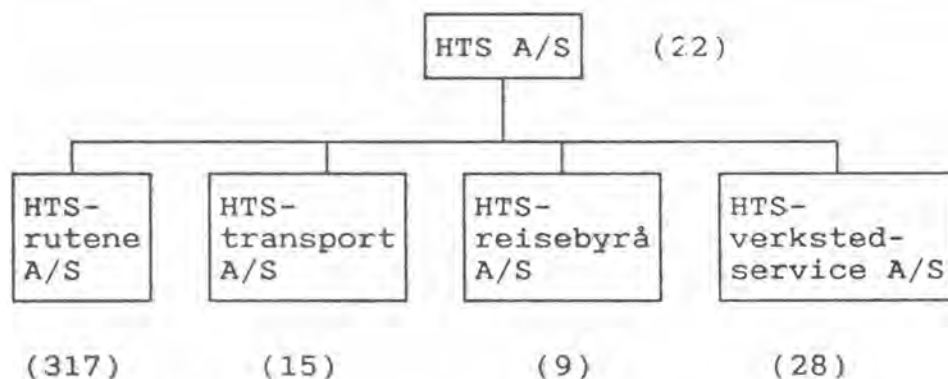 HTS A/S (22)
HTS-
rutene
A/S
HTS-
transport
A/S
HTS-
reisebyrå
A/S
HTS-
verksted-
service A/S
(317) (15) (9) (28)